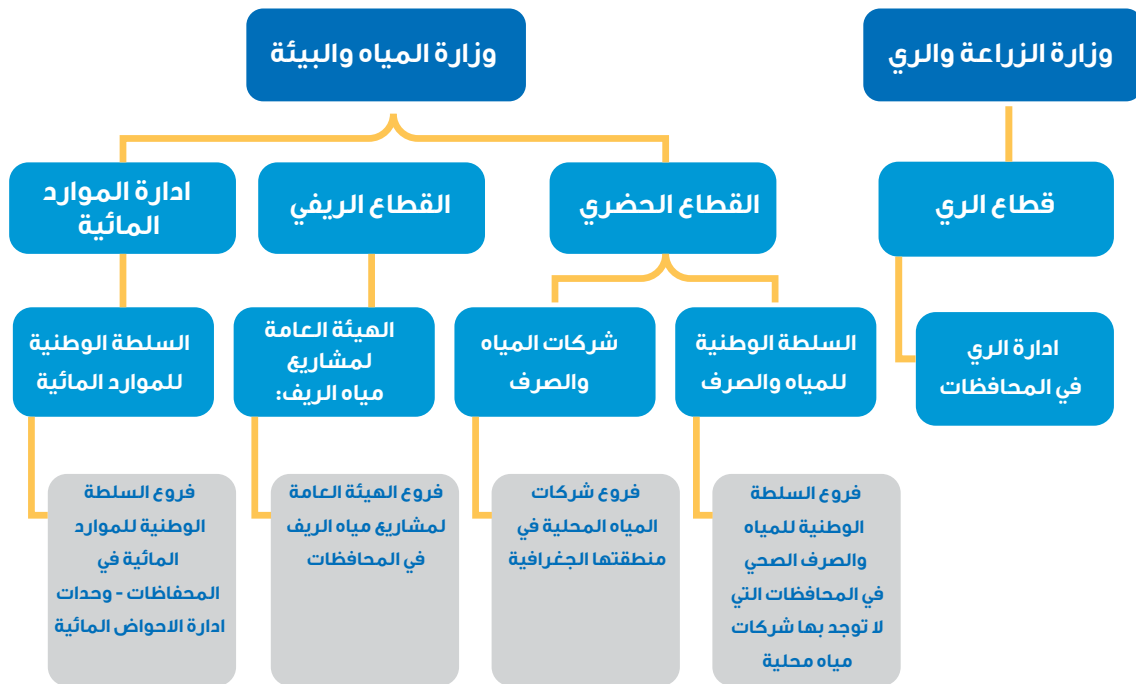 وزارة الزراعة والري
وزارة المياه والبيئة
قطاع الري
القطاع الحضري
القطاع الريفي
ادارة الموارد
المائية
ادارة الري
في المحافظات
السلطة الوطنية
للمياه والصرف
شركات المياه
والصرف
الهيئة العامة
لمشاريع
مياه الريف:
السلطة الوطنية
للموارد المائية
فروع السلطة
الوطنية للمياه
والصرف الصحي
في المحافظات التي
لا توجد بها شركات
مياه محلية
فروع شركات
المياه المحلية في
منطقتها الجغرافية
فروع الهيئة العامة
لمشاريع مياه الريف
في المحافظات
فروع السلطة
الوطنية للموارد
المائية في
المحفاظات - وحدات
ادارة الاحواض المائية